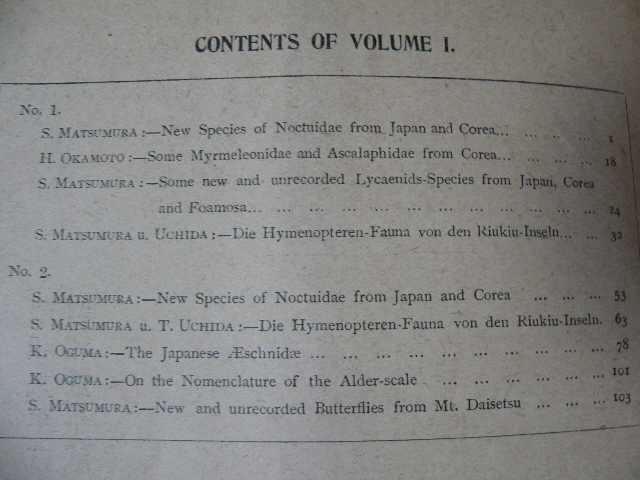 CONTENTS OF VOLUME I.
No. 1.
S. MATSUMURA:—New Species of Noctuidae from Japan and Corea... ... ... ... 1
H. OKAMOTO:—Some Myrmeleonidae and Ascalaphidae from Corea... ... ... ... 18
S. MATSUMURA:—Some new and unrecorded Lycaenids-Species from Japan, Corea
and Foamosa... ... ... ... ... ... ... ... ... ... ... ... 24
S. MATSUMURA u. UCHIDA:—Die Hymenopteren-Fauna von den Riukiu-Inseln... ... 32
No. 2.
S. MATSUMURA:—New Species of Noctuidae from Japan and Corea ... ... ... 53
S. MATSUMURA u. T. UCHIDA:—Die Hymenopteren-Fauna von den Riukiu-Inseln. 63
K. OGUMA:—The Japanese Æschnidæ ... ... ... ... ... ... ... ... ... ... ... 78
K. OGUMA:—On the Nomenclature of the Alder-scale ... ... ... ... ... ... 101
S. MATSUMURA:—New and unrecorded Butterflies from Mt. Daisetsu ... ... ... 103